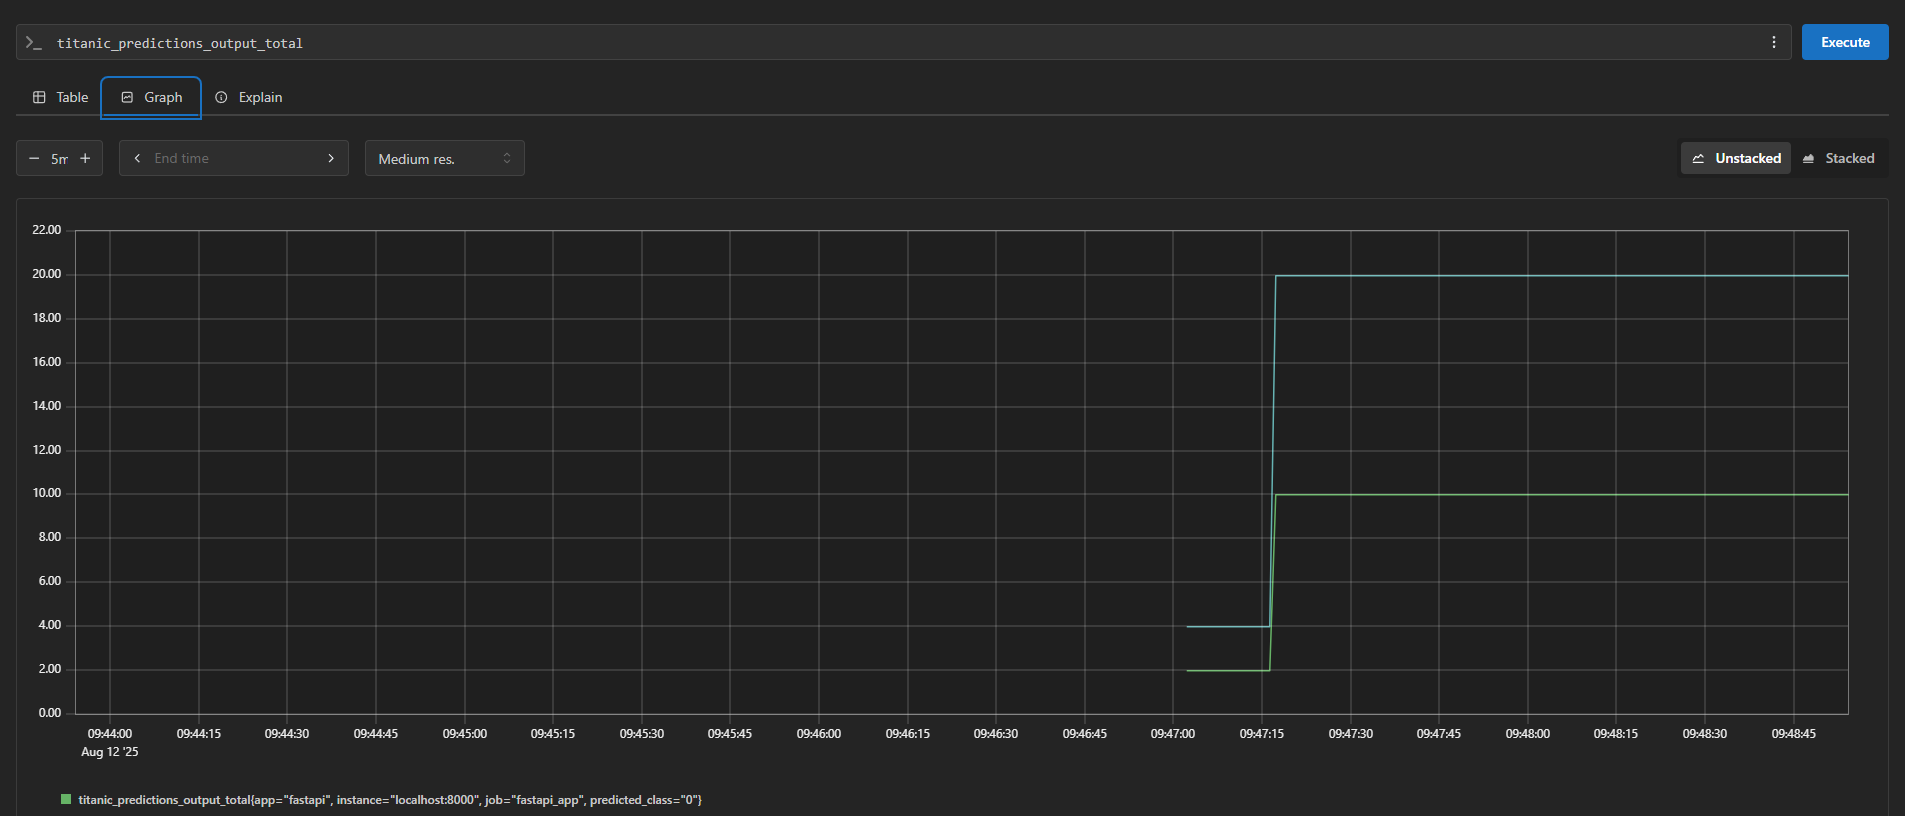 >_ titanic_predictions_output_total
Execute
Table Graph Explain
− 5m + End time Medium res. Unstacked Stacked
22.00
20.00
18.00
16.00
14.00
12.00
10.00
8.00
6.00
4.00
2.00
0.00
09:44:00 09:44:15 09:44:30 09:44:45 09:45:00 09:45:15 09:45:30 09:45:45 09:46:00 09:46:15 09:46:30 09:46:45 09:47:00 09:47:15 09:47:30 09:47:45 09:48:00 09:48:15 09:48:30 09:48:45
Aug 12 '25
titanic_predictions_output_total{app="fastapi", instance="localhost:8000", job="fastapi_app", predicted_class="0"}